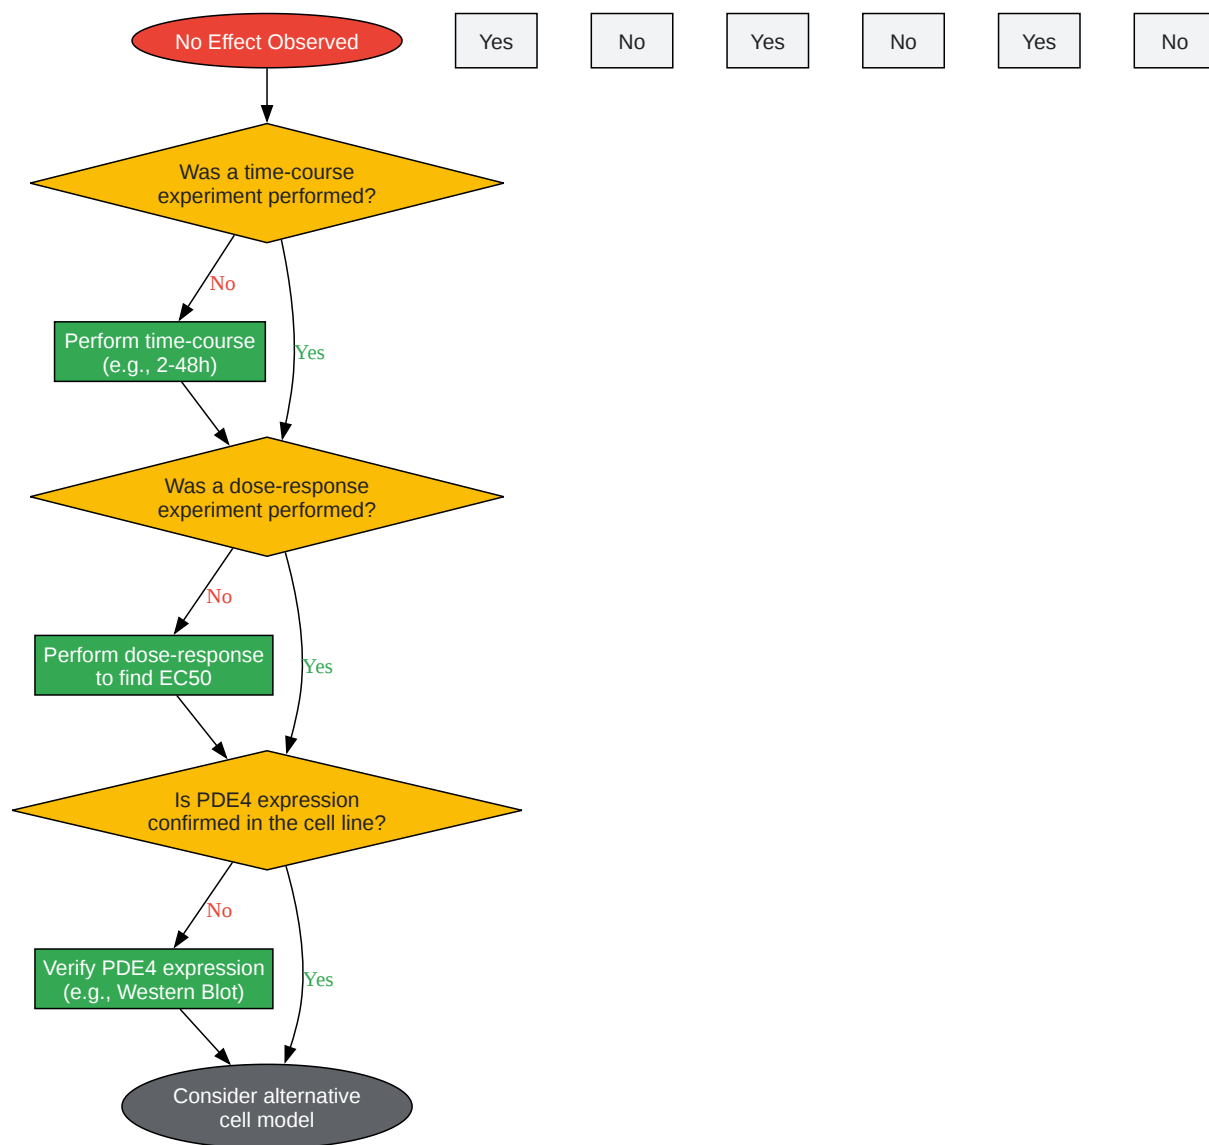 No Effect Observed
Yes
No
Yes
No
Yes
No
Was a time-course
experiment performed?
No
Perform time-course
(e.g., 2-48h)
Yes
Was a dose-response
experiment performed?
No
Perform dose-response
to find EC50
Yes
Is PDE4 expression
confirmed in the cell line?
No
Verify PDE4 expression
(e.g., Western Blot)
Yes
Consider alternative
cell model